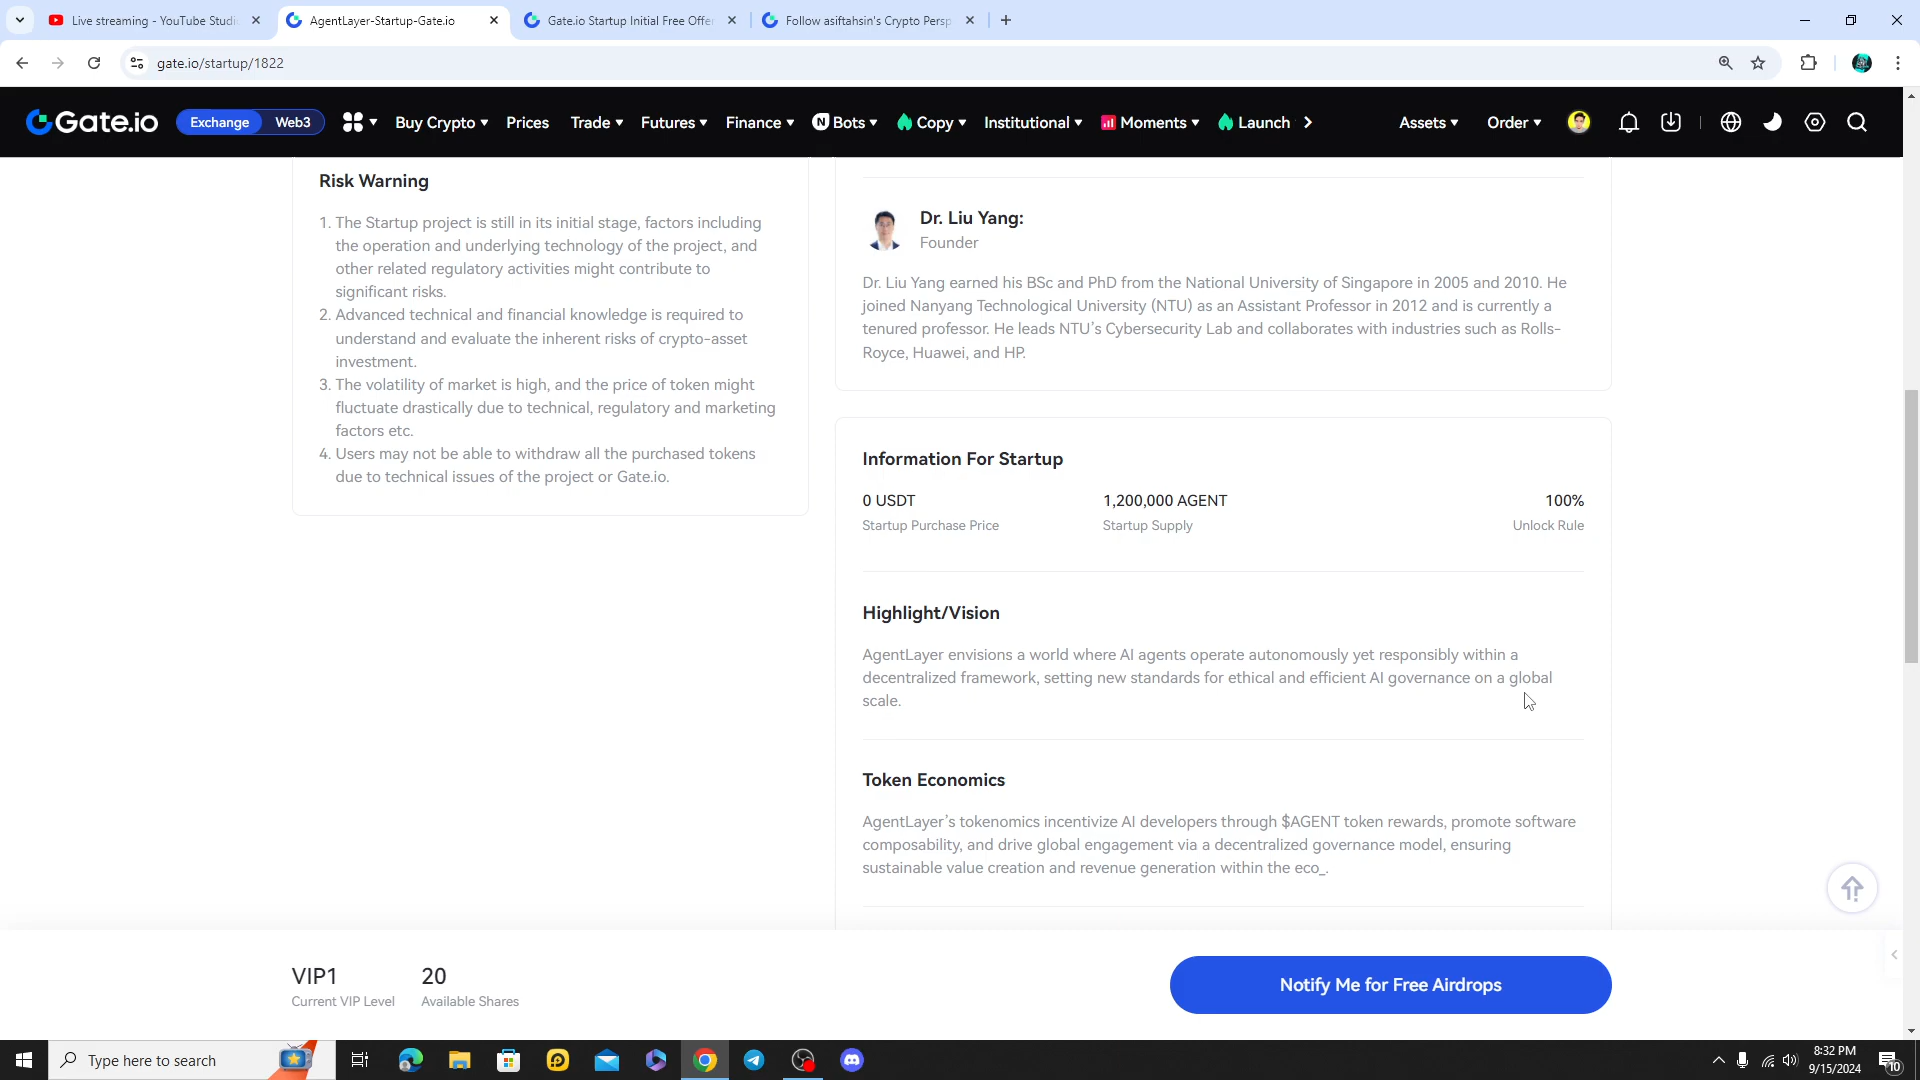 Live streaming - YouTube Studi
AgentLayer-Startup-Gate.io
Gate.io Startup Initial Free Offer
Follow asiftahsin's Crypto Persp
gate.io/startup/1822
Gate.io
Exchange
Web3
Buy Crypto
Prices
Trade
Futures
Finance
Bots
Copy
Institutional
Moments
Launch
Assets
Order
Risk Warning
1. The Startup project is still in its initial stage, factors including
the operation and underlying technology of the project, and
other related regulatory activities might contribute to
significant risks.
2. Advanced technical and financial knowledge is required to
understand and evaluate the inherent risks of crypto-asset
investment.
3. The volatility of market is high, and the price of token might
fluctuate drastically due to technical, regulatory and marketing
factors etc.
4. Users may not be able to withdraw all the purchased tokens
due to technical issues of the project or Gate.io.
Dr. Liu Yang:
Founder
Dr. Liu Yang earned his BSc and PhD from the National University of Singapore in 2005 and 2010. He
joined Nanyang Technological University (NTU) as an Assistant Professor in 2012 and is currently a
tenured professor. He leads NTU's Cybersecurity Lab and collaborates with industries such as Rolls-
Royce, Huawei, and HP.
Information For Startup
0 USDT
1,200,000 AGENT
100%
Startup Purchase Price
Startup Supply
Unlock Rule
Highlight/Vision
AgentLayer envisions a world where AI agents operate autonomously yet responsibly within a
decentralized framework, setting new standards for ethical and efficient AI governance on a global
scale.
Token Economics
AgentLayer's tokenomics incentivize AI developers through $AGENT token rewards, promote software
composability, and drive global engagement via a decentralized governance model, ensuring
sustainable value creation and revenue generation within the eco_.
VIP1
20
Current VIP Level
Available Shares
Notify Me for Free Airdrops
Type here to search
8:32 PM
9/15/2024
10